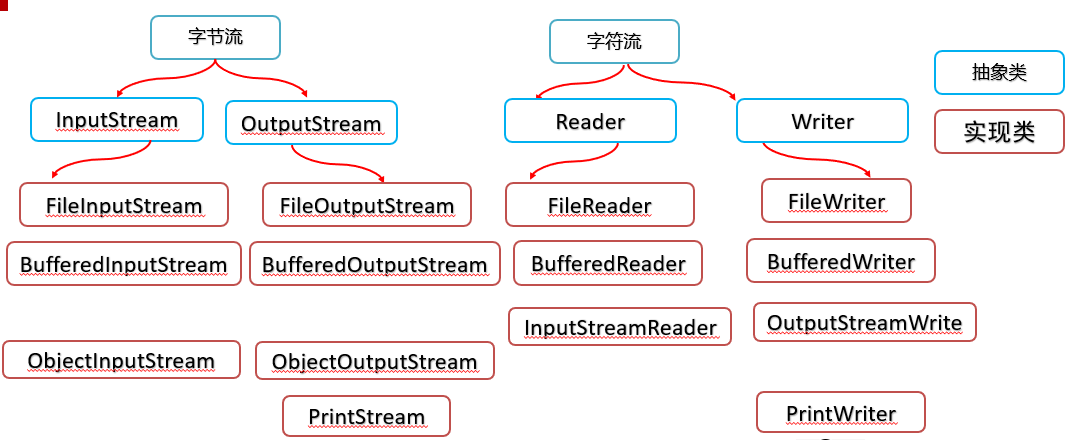 字节流
字符流
抽象类
InputStream
OutputStream
Reader
Writer
实现类
FileInputStream
FileOutputStream
FileReader
FileWriter
BufferedInputStream
BufferedOutputStream
BufferedReader
BufferedWriter
InputStreamReader
OutputStreamWrite
ObjectInputStream
ObjectOutputStream
PrintStream
PrintWriter